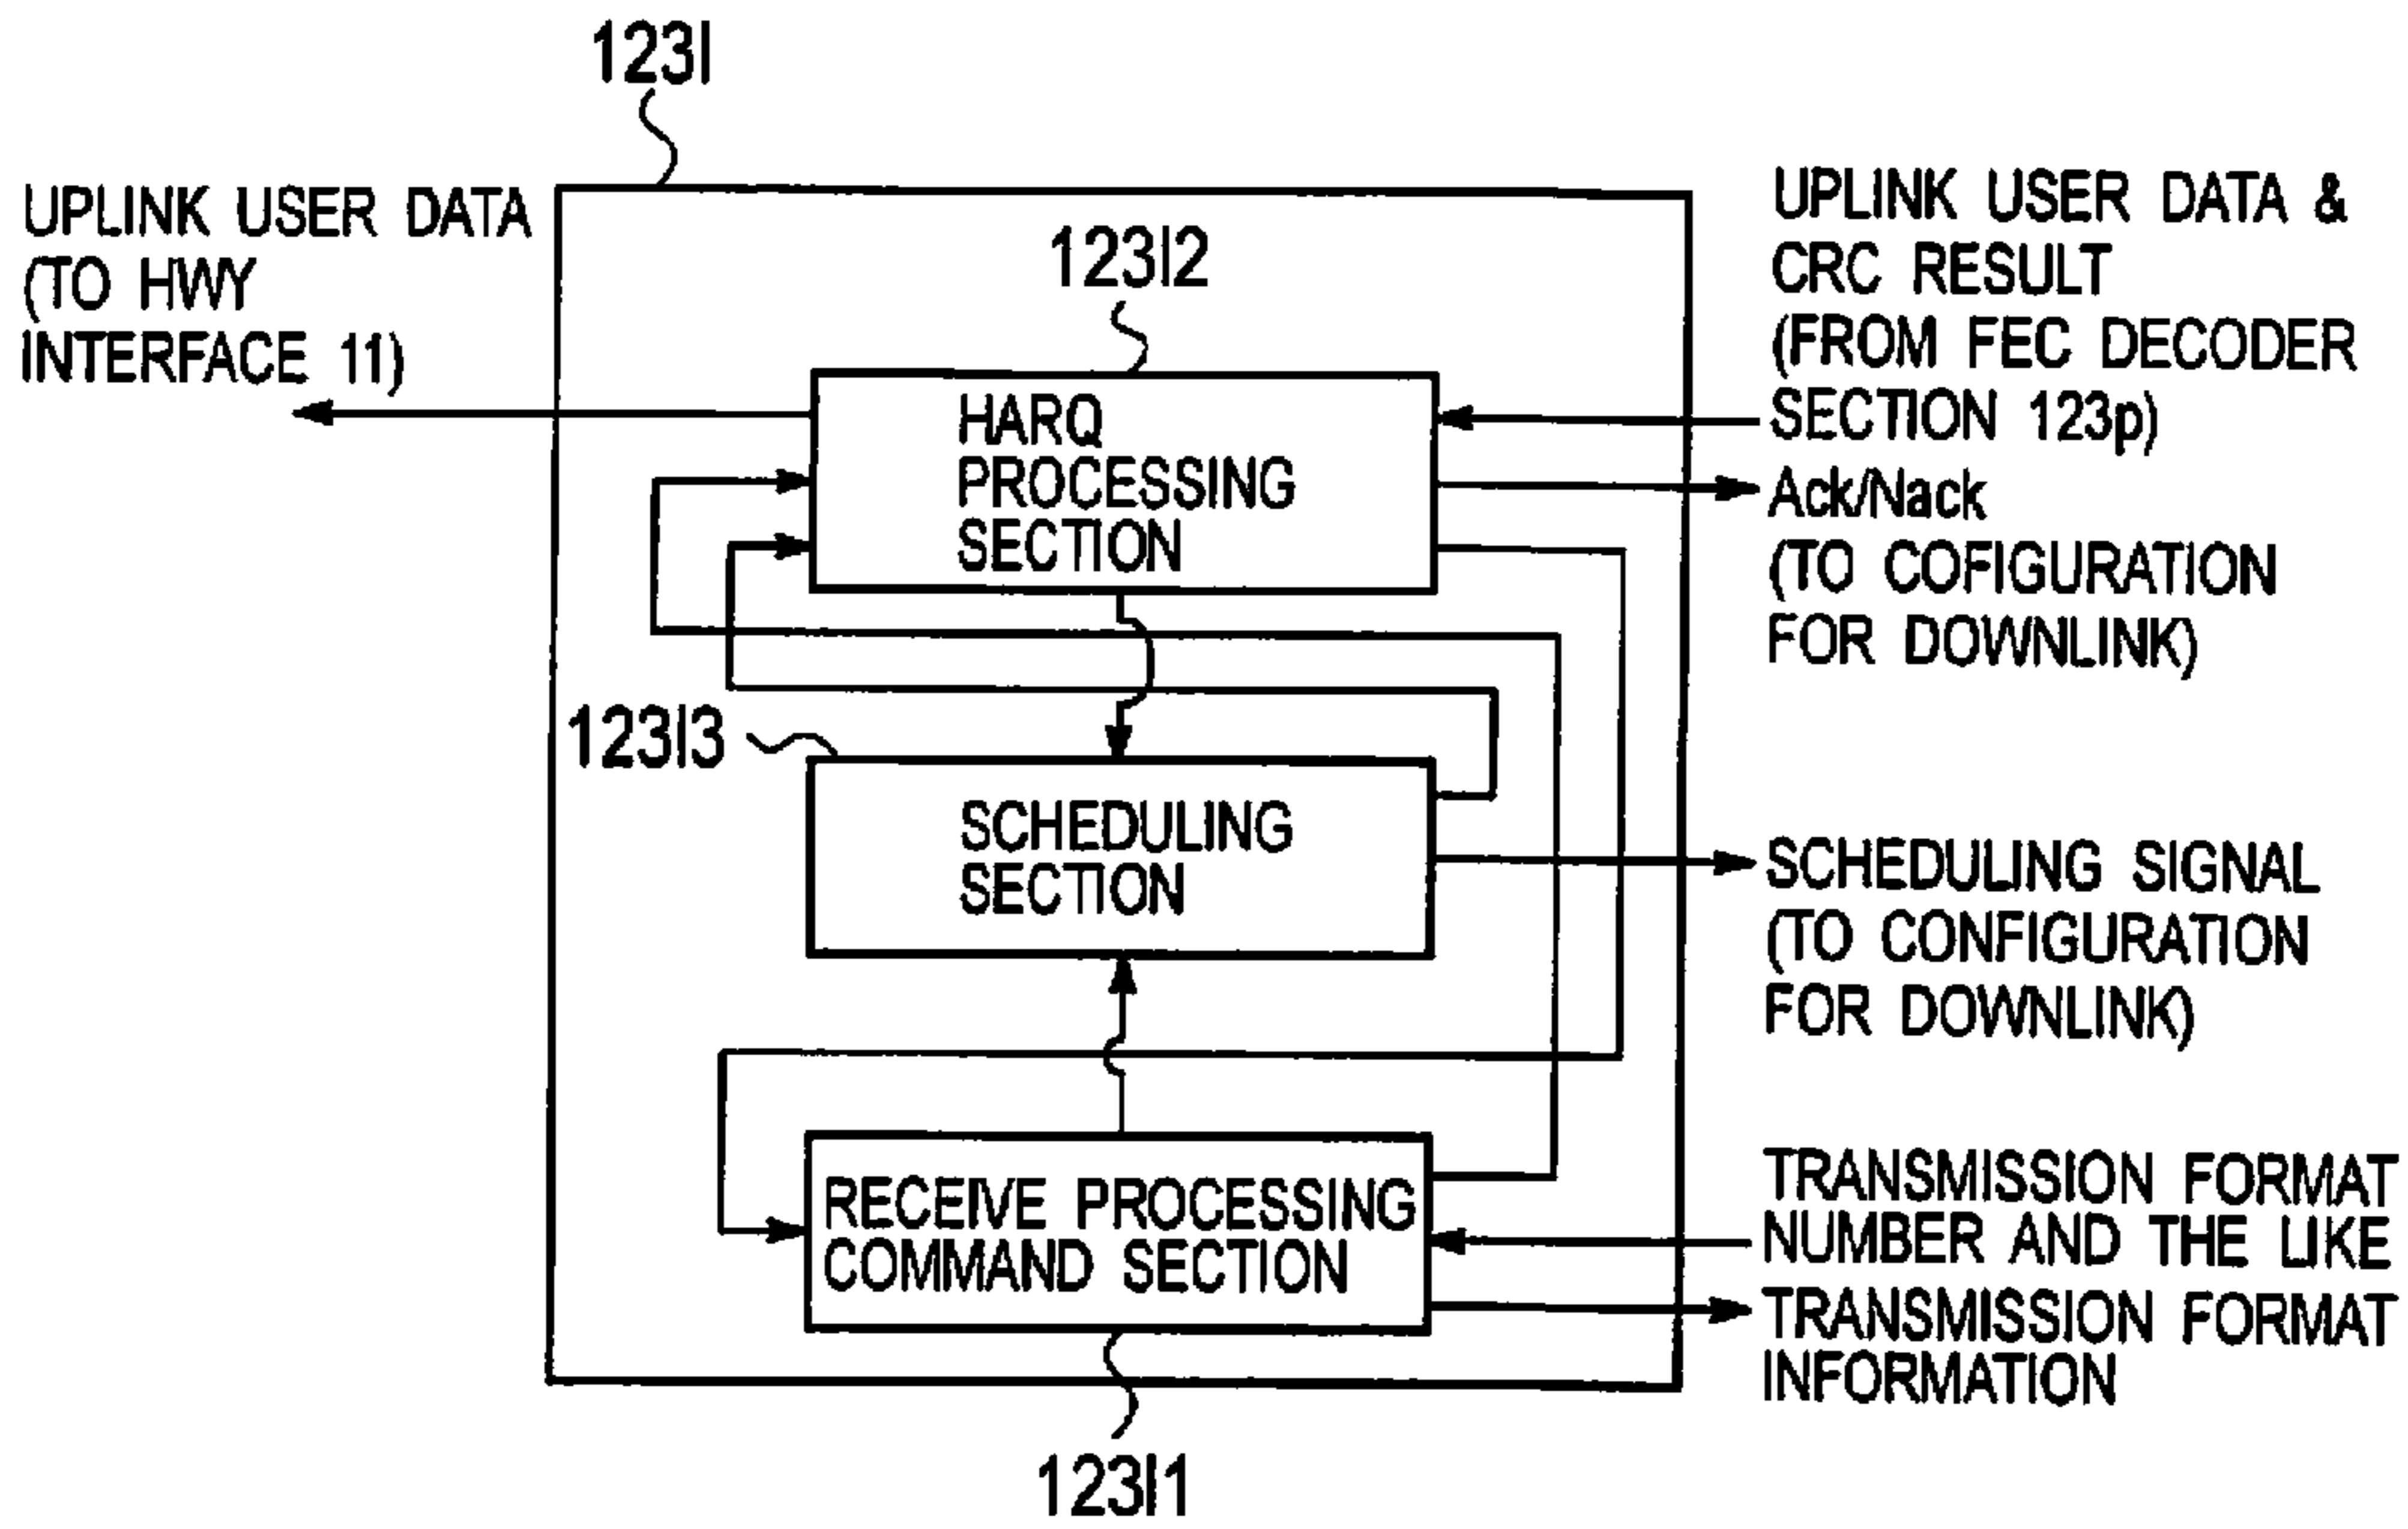 123l
UPLINK USER DATA
(TO HWY
INTERFACE 11)
123l2
UPLINK USER DATA &
CRC RESULT
(FROM FEC DECODER
SECTION 123p)
HARQ
PROCESSING
SECTION
Ack/Nack
(TO COFIGURATION
FOR DOWNLINK)
123l3
SCHEDULING
SECTION
SCHEDULING SIGNAL
(TO CONFIGURATION
FOR DOWNLINK)
RECEIVE PROCESSING
COMMAND SECTION
TRANSMISSION FORMAT
NUMBER AND THE LIKE
TRANSMISSION FORMAT
INFORMATION
123l1